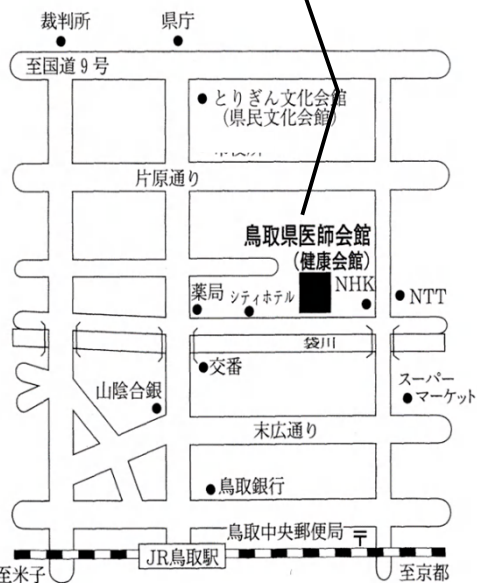 裁判所
県庁
至国道9号
とりぎん文化会館
(県民文化会館)
片原通り
鳥取県医師会館
(健康会館)
薬局
シティホテル
NHK
NTT
袋川
交番
スーパー
マーケット
山陰合銀
末広通り
鳥取銀行
鳥取中央郵便局〒
JR鳥取駅
至米子
至京都